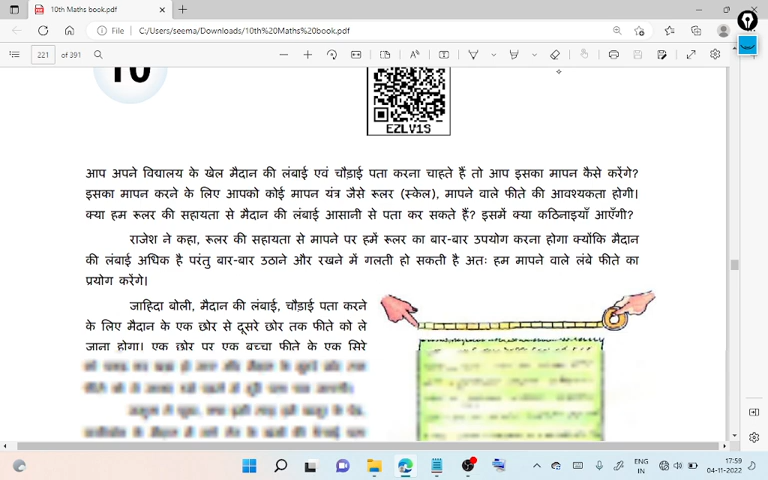 10th Maths book.pdf
File C:/Users/seema/Downloads/10th%20Maths%20book.pdf
221 of 391
10
EZLV1S
आप अपने विद्यालय के खेल मैदान की लंबाई एवं चौड़ाई पता करना चाहते हैं तो आप इसका मापन कैसे करेंगे?
इसका मापन करने के लिए आपको कोई मापन यंत्र जैसे रूलर (स्केल), मापने वाले फीते की आवश्यकता होगी।
क्या हम रूलर की सहायता से मैदान की लंबाई आसानी से पता कर सकते हैं? इसमें क्या कठिनाइयाँ आएँगी?
राजेश ने कहा, रूलर की सहायता से मापने पर हमें रूलर का बार-बार उपयोग करना होगा क्योंकि मैदान
की लंबाई अधिक है परंतु बार-बार उठाने और रखने में गलती हो सकती है अतः हम मापने वाले लंबे फीते का
प्रयोग करेंगे।
जाहिदा बोली, मैदान की लंबाई, चौड़ाई पता करने
के लिए मैदान के एक छोर से दूसरे छोर तक फीते को ले
जाना होगा। एक छोर पर एक बच्चा फीते के एक सिरे
ENG
IN
17:59
04-11-2022